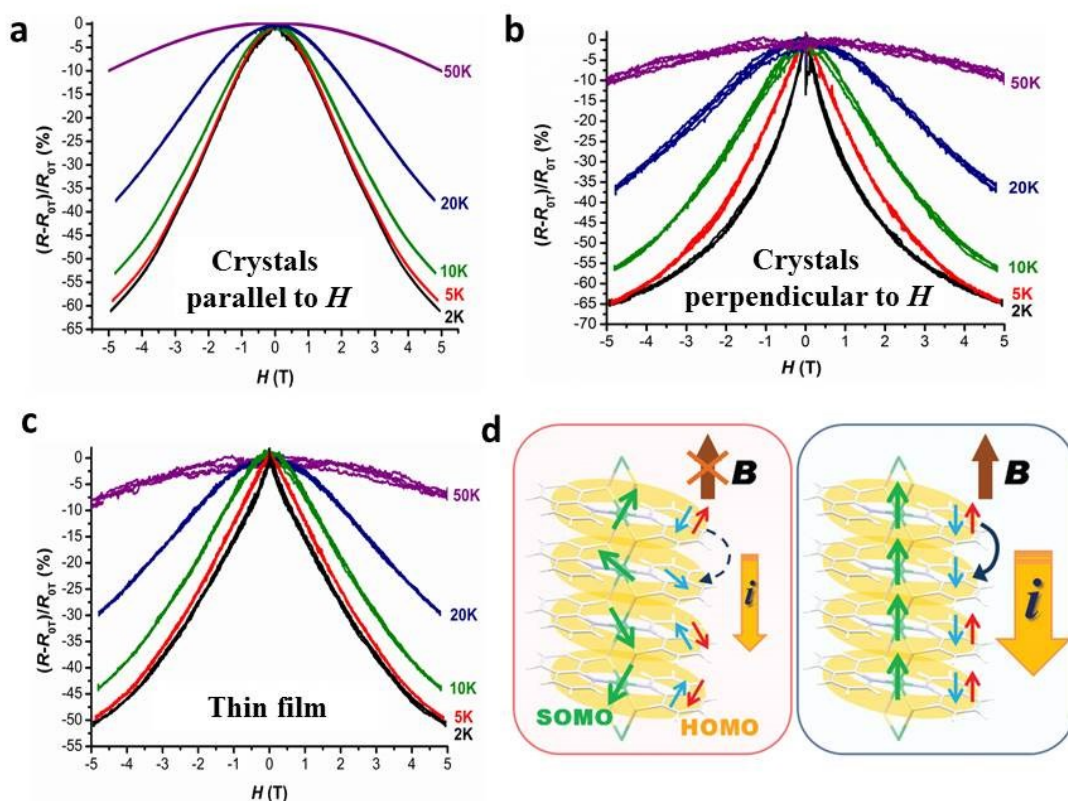 a
(R-R0T)/R0T (%)
0
-5
-10
-15
-20
-25
-30
-35
-40
-45
-50
-55
-60
-65
50K
20K
10K
5K
2K
Crystals
parallel to H
-5 -4 -3 -2 -1 0 1 2 3 4 5
H (T)
b
(R-R0T)/R0T (%)
0
-5
-10
-15
-20
-25
-30
-35
-40
-45
-50
-55
-60
-65
-70
50K
20K
10K
5K
2K
Crystals
perpendicular to H
-5 -4 -3 -2 -1 0 1 2 3 4 5
H (T)
c
(R-R0T)/R0T (%)
0
-5
-10
-15
-20
-25
-30
-35
-40
-45
-50
-55
50K
20K
10K
5K
2K
Thin film
-5 -4 -3 -2 -1 0 1 2 3 4 5
H (T)
d
B
i
SOMO
HOMO
B
i